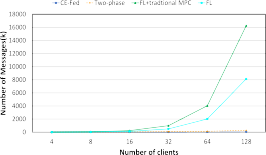 CE-Fed Two-phase FL+tradtional MPC FL
18000
16000
14000
12000
10000
8000
6000
4000
2000
0
Number of Messages(k)
4 8 16 32 64 128
Number of clients